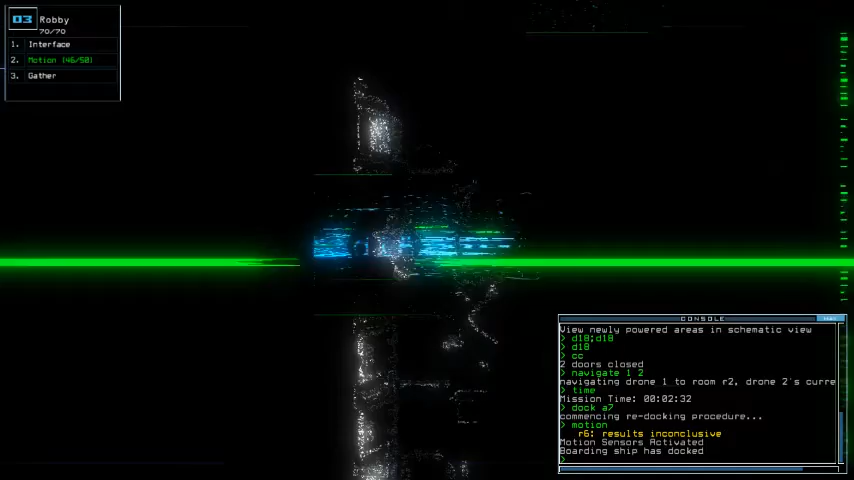 03 Robby
70/70
1. Interface
2. Motion (46/50)
3. Gather
CONSOLE
View newly powered areas in schematic view
> d18;d18
> d18
> cc
2 doors closed
> navigate 1 2
navigating drone 1 to room r2, drone 2's curre
> time
Mission Time: 00:02:32
> dock a7
commencing re-docking procedure...
> motion
r6: results inconclusive
Motion Sensors Activated
Boarding ship has docked
>